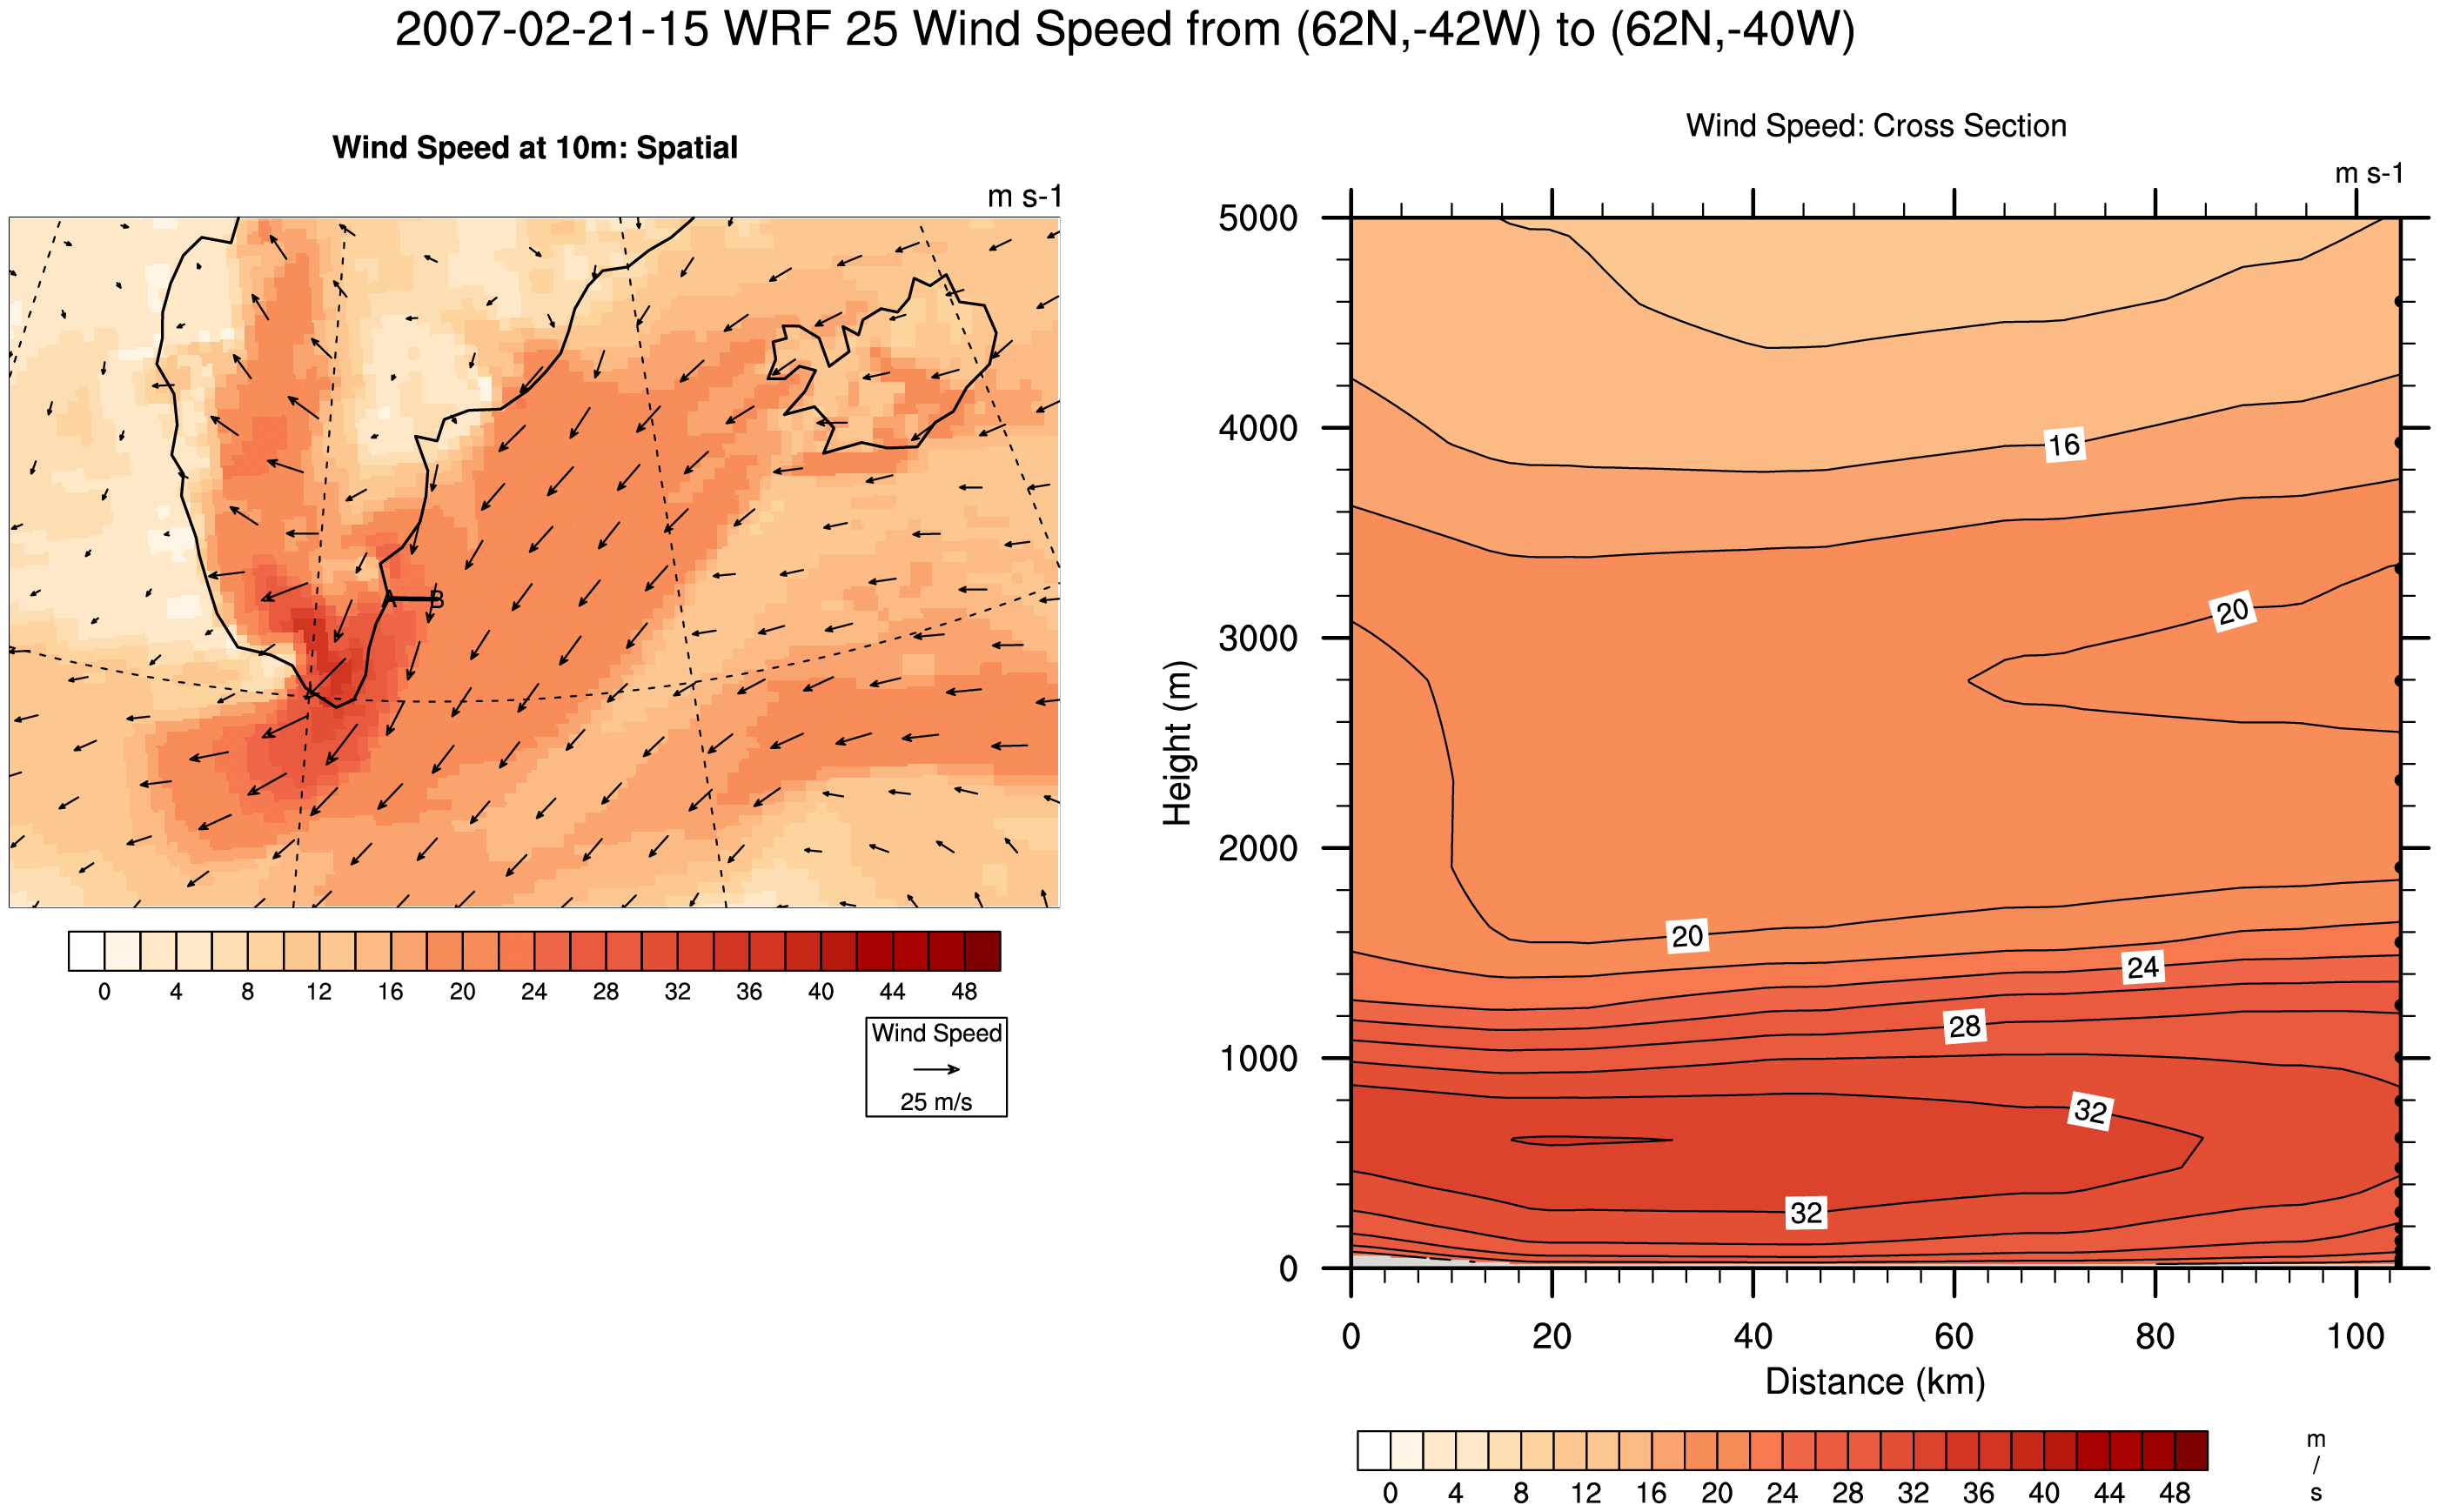 2007-02-21-15 WRF 25 Wind Speed from (62N,-42W) to (62N,-40W)
Wind Speed at 10m: Spatial
m s-1
A B
0 4 8 12 16 20 24 28 32 36 40 44 48
Wind Speed
25 m/s
Wind Speed: Cross Section
m s-1
5000
4000
3000
2000
1000
0
Height (m)
16
20
20
24
28
32
32
0 20 40 60 80 100
Distance (km)
0 4 8 12 16 20 24 28 32 36 40 44 48
m
/
s